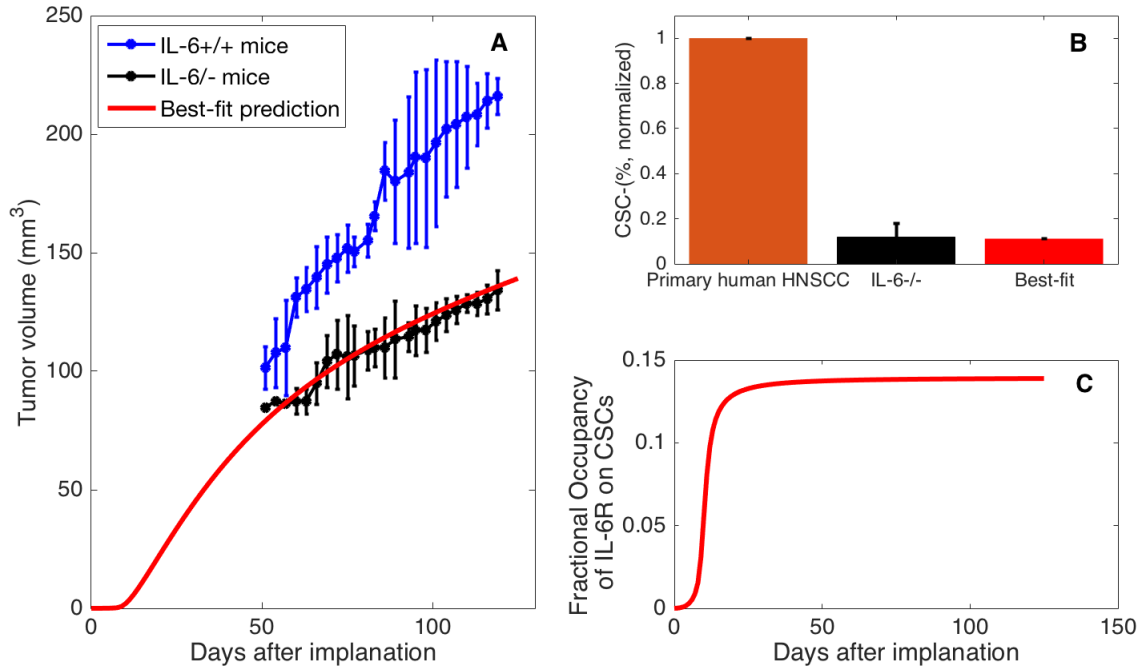 A
IL-6+/+ mice
IL-6/- mice
Best-fit prediction
Tumor volume (mm³)
250
200
150
100
50
0
0 50 100
Days after implanation
B
CSC-(%, normalized)
1
0.8
0.6
0.4
0.2
0
Primary human HNSCC IL-6-/- Best-fit
C
Fractional Occupancy
of IL-6R on CSCs
0.15
0.1
0.05
0
0 50 100 150
Days after implanation